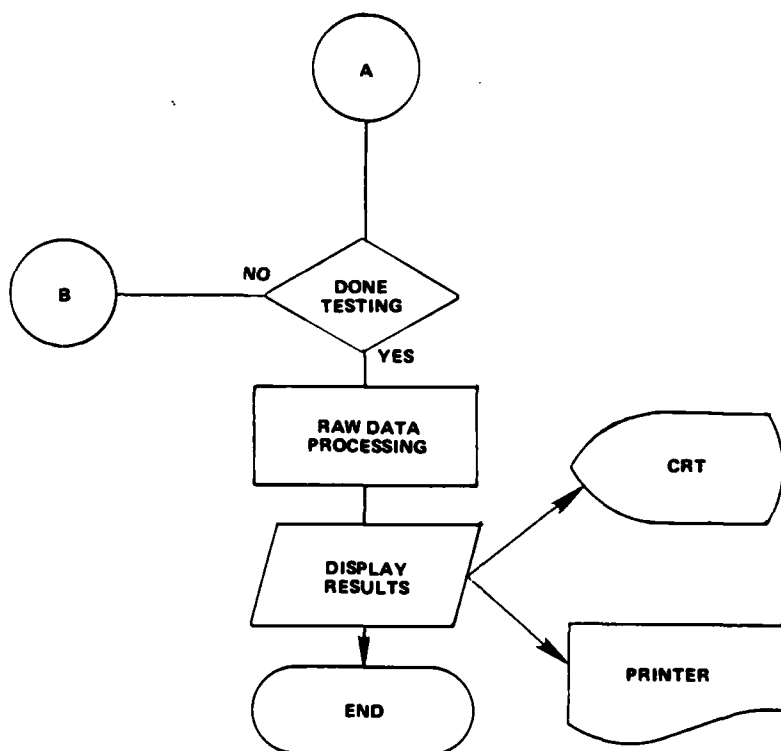 A
NO
B
DONE
TESTING
YES
RAW DATA
PROCESSING
CRT
DISPLAY
RESULTS
PRINTER
END